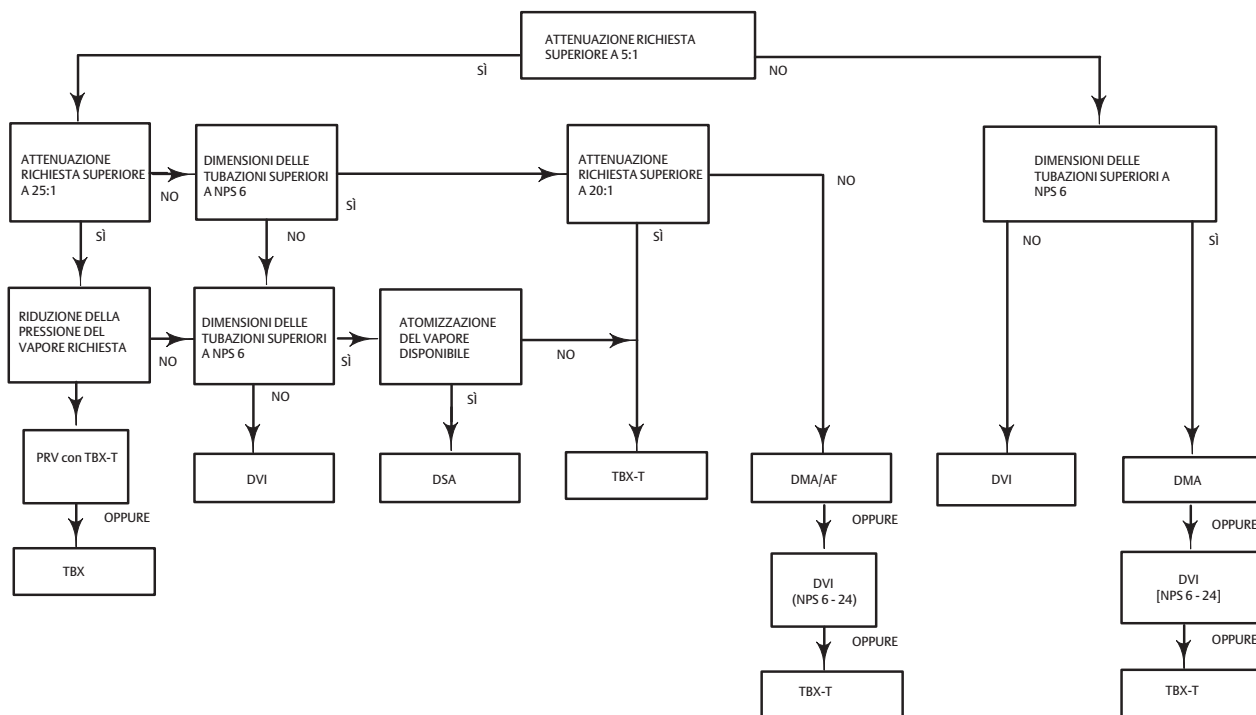 ATTENUAZIONE RICHIESTA
SUPERIORE A 5:1
SÌ
NO
ATTENUAZIONE
RICHIESTA SUPERIORE
A 25:1
NO
SÌ
DIMENSIONI DELLE
TUBAZIONI SUPERIORI
A NPS 6
SÌ
NO
ATTENUAZIONE
RICHIESTA SUPERIORE
A 20:1
NO
SÌ
DIMENSIONI DELLE
TUBAZIONI SUPERIORI A
NPS 6
NO
SÌ
RIDUZIONE DELLA
PRESSIONE DEL
VAPORE RICHIESTA
NO
DIMENSIONI DELLE
TUBAZIONI SUPERIORI
A NPS 6
SÌ
NO
ATOMIZZAZIONE
DEL VAPORE
DISPONIBILE
NO
SÌ
PRV con TBX-T
OPPURE
TBX
DVI
DSA
TBX-T
DMA/AF
OPPURE
DVI
(NPS 6 - 24)
OPPURE
TBX-T
DVI
DMA
OPPURE
DVI
[NPS 6 - 24]
OPPURE
TBX-T